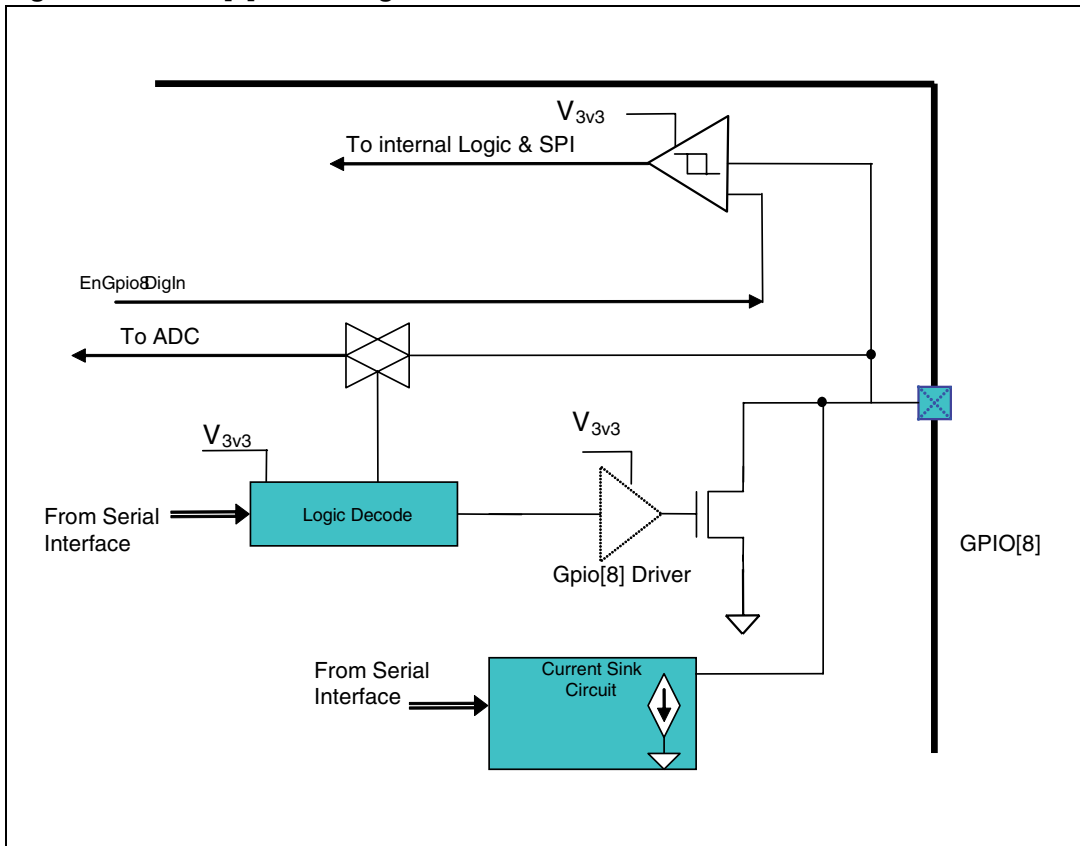 V3v3
To internal Logic & SPI
EnGpio8DigIn
To ADC
V3v3
V3v3
From Serial
Interface
Logic Decode
Gpio[8] Driver
GPIO[8]
From Serial
Interface
Current Sink
Circuit